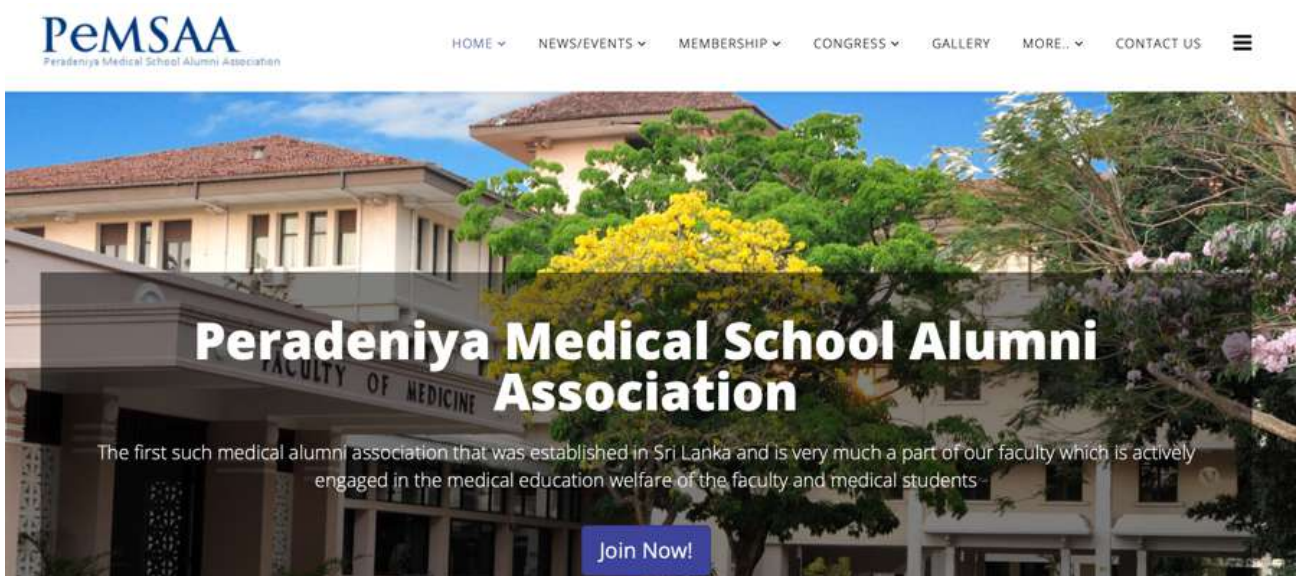 PeMSAA
Peradeniya Medical School Alumni Association
HOME NEWS/EVENTS MEMBERSHIP CONGRESS GALLERY MORE.. CONTACT US
Peradeniya Medical School Alumni
Association
FACULTY OF MEDICINE
The first such medical alumni association that was established in Sri Lanka and is very much a part of our faculty which is actively
engaged in the medical education welfare of the faculty and medical students
Join Now!